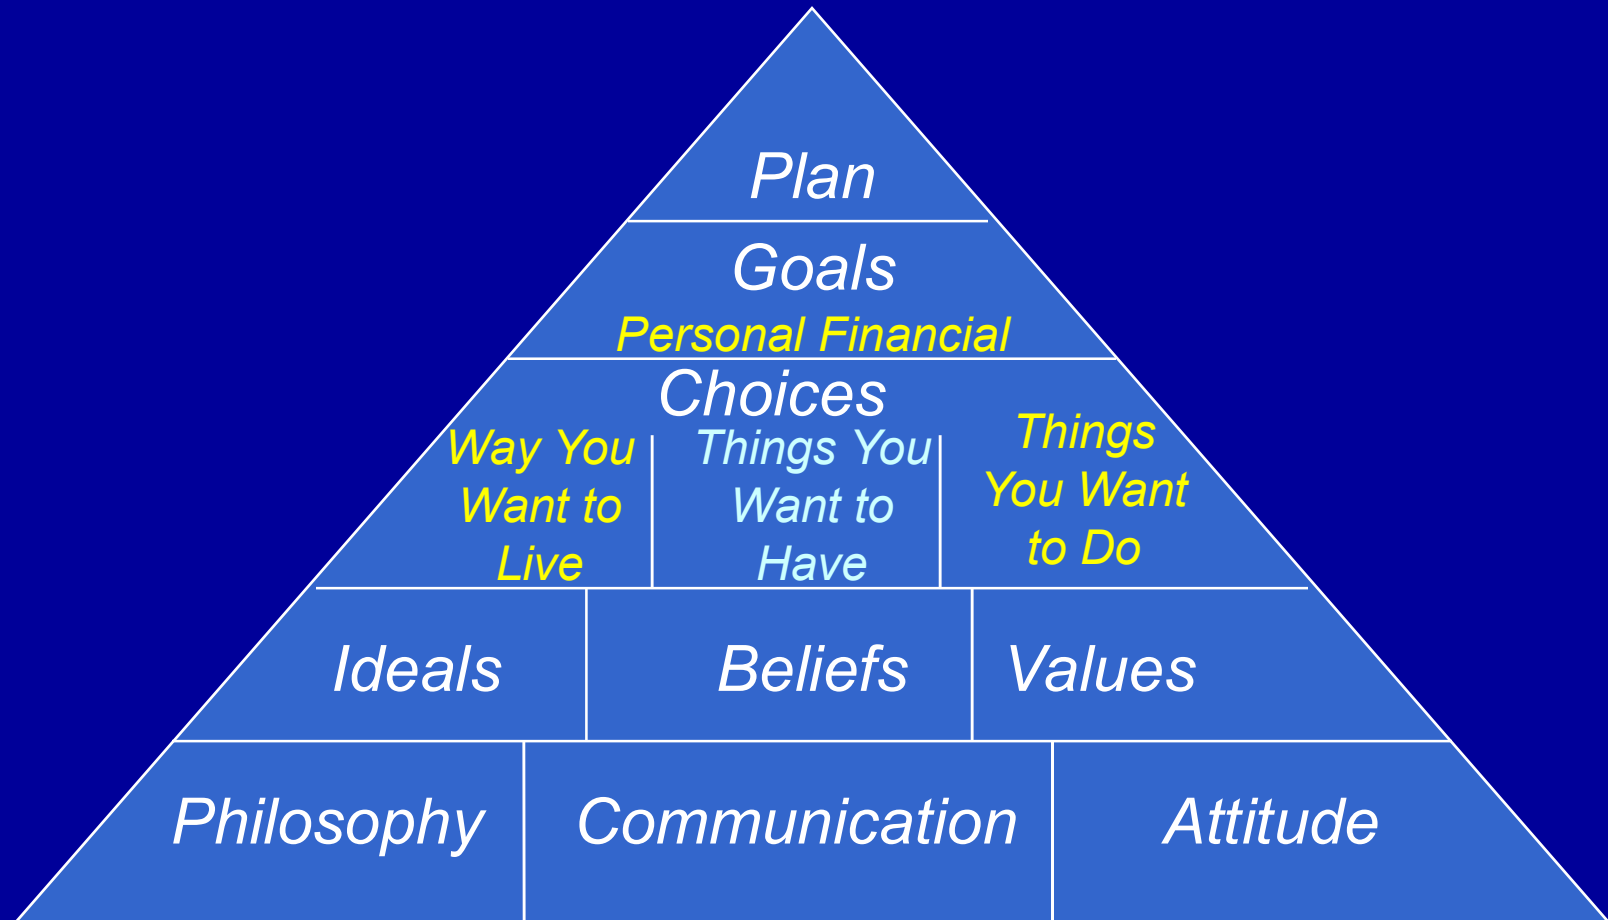 Plan
Goals
Personal Financial
Choices
Way You
Want to
Live
Things You
Want to
Have
Things
You Want
to Do
Ideals
Beliefs
Values
Philosophy
Communication
Attitude